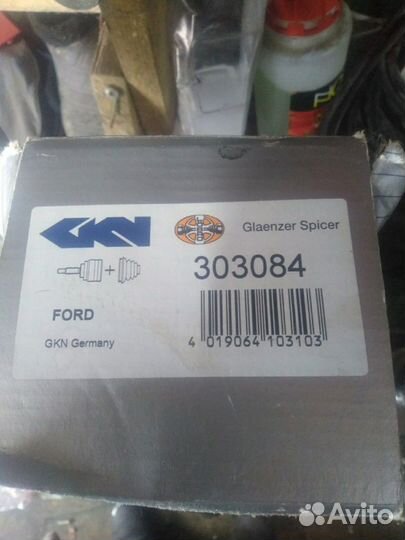 GKN
Glaenzer Spicer
303084
+
FORD
GKN Germany
4 019064 103103
Avito